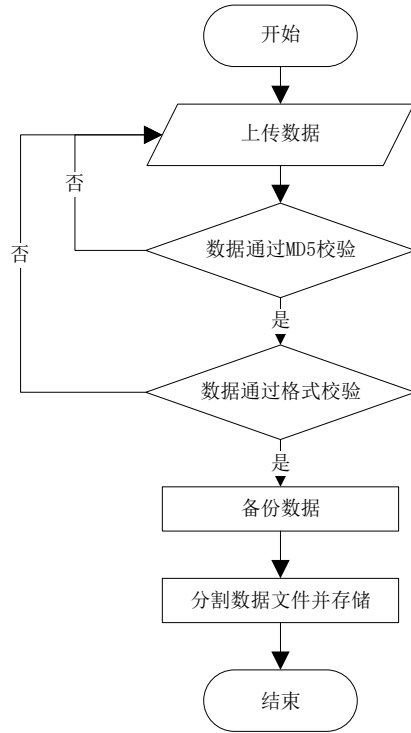 开始
上传数据
否
数据通过MD5校验
否
是
数据通过格式校验
是
备份数据
分割数据文件并存储
结束